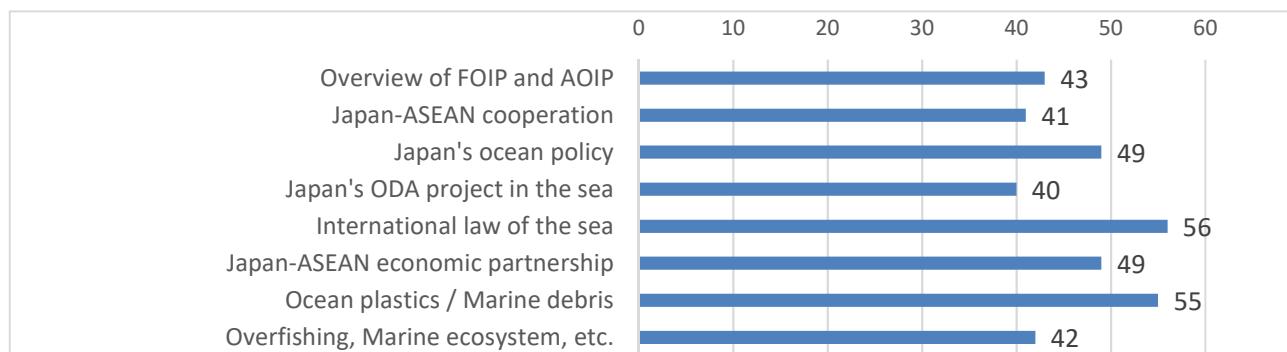 0 10 20 30 40 50 60
Overview of FOIP and AOIP 43
Japan-ASEAN cooperation 41
Japan's ocean policy 49
Japan's ODA project in the sea 40
International law of the sea 56
Japan-ASEAN economic partnership 49
Ocean plastics / Marine debris 55
Overfishing, Marine ecosystem, etc. 42